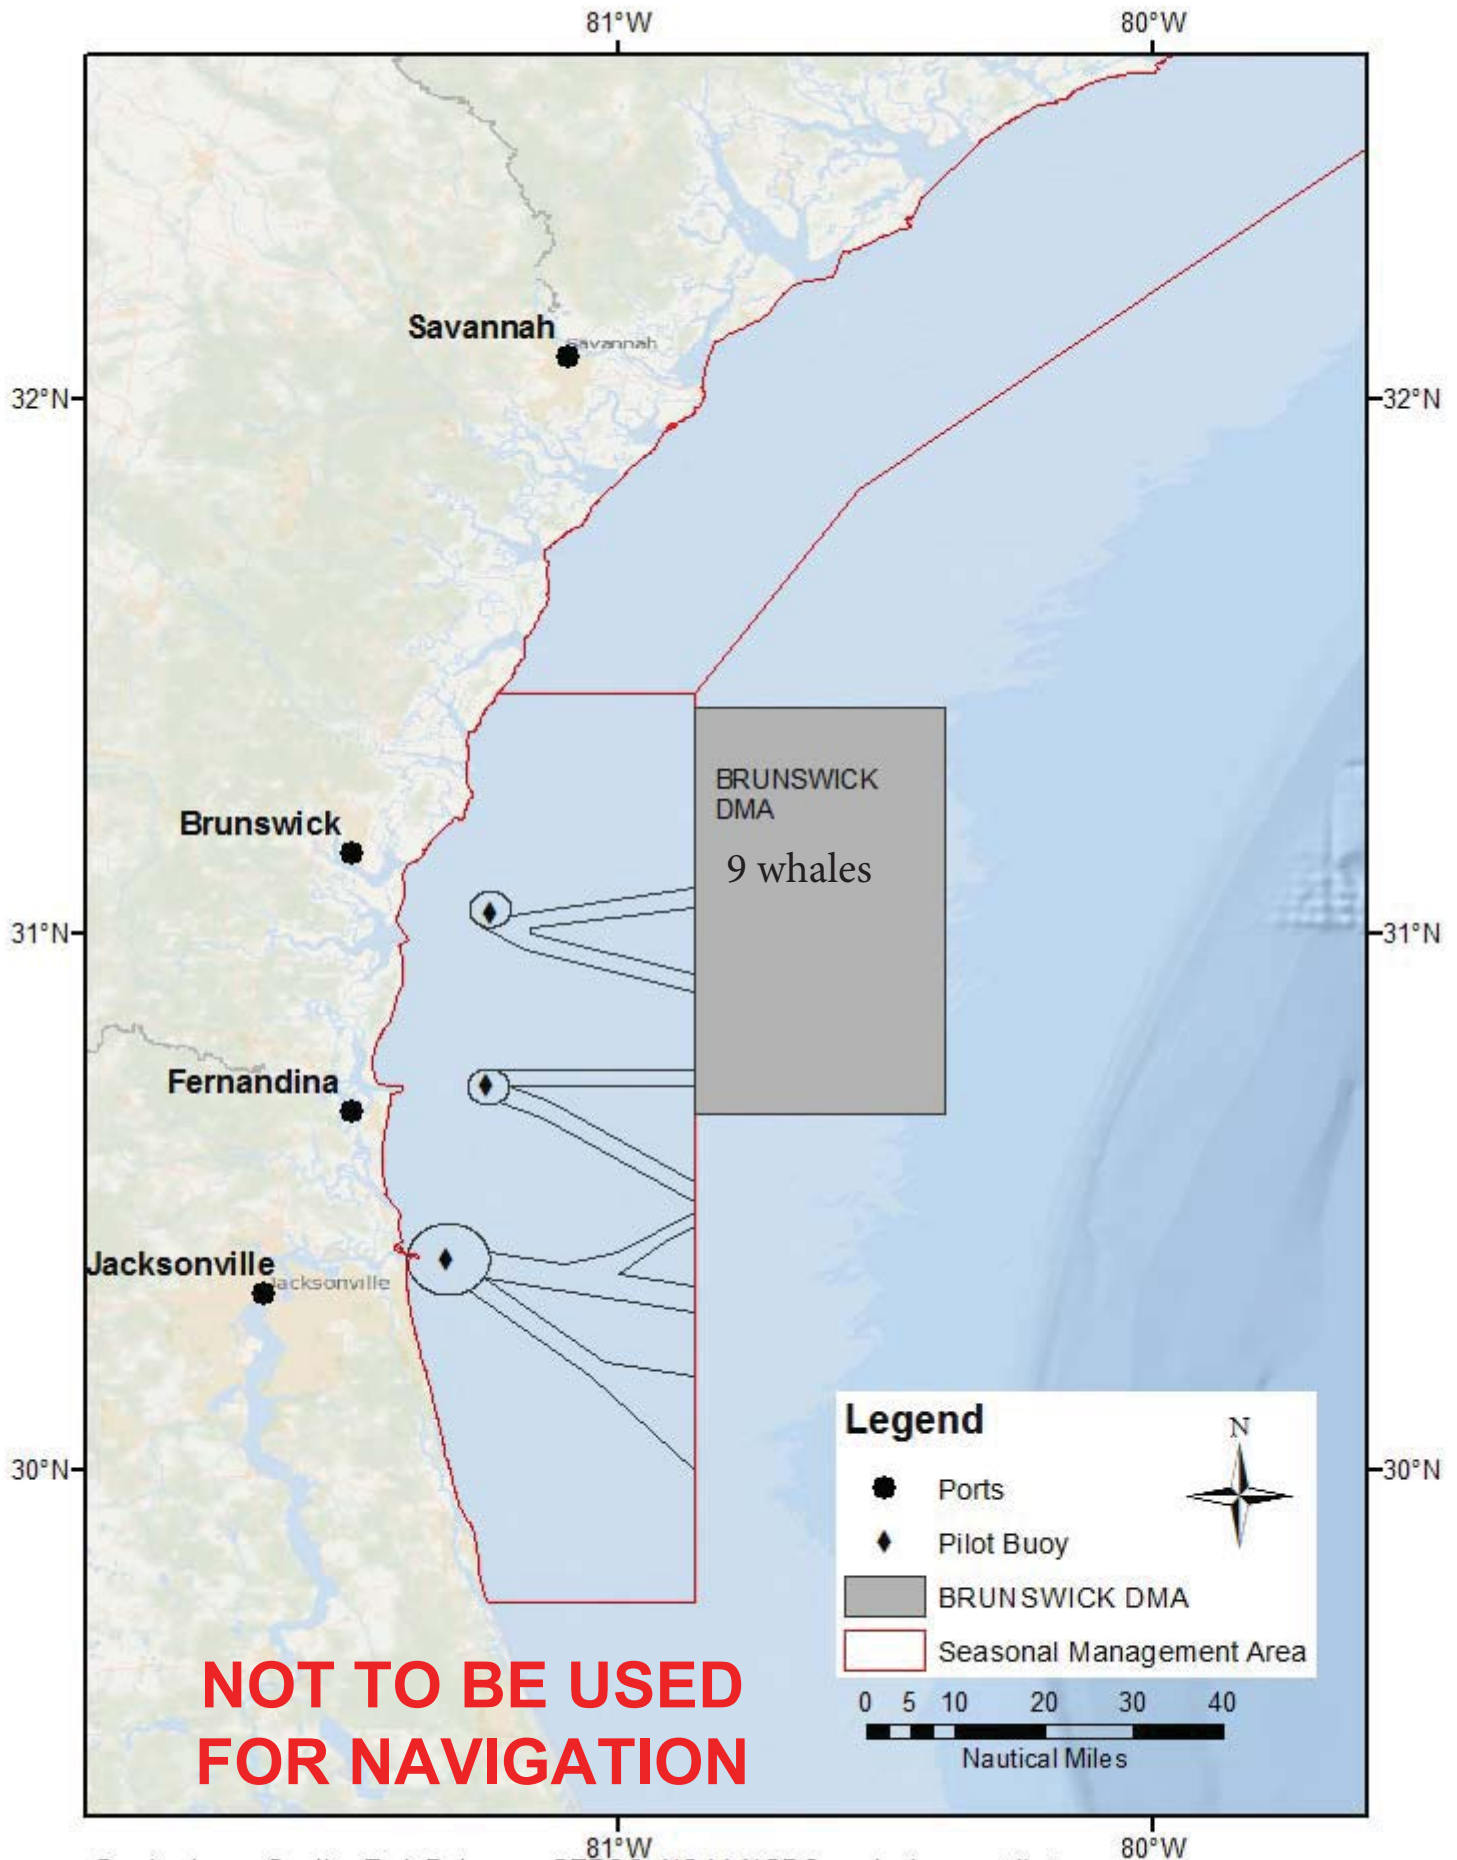 81°W 80°W
Savannah
Savannah
32°N 32°N
BRUNSWICK
DMA
9 whales
Brunswick
31°N 31°N
Fernandina
Jacksonville
Jacksonville
Legend
N
30°N 30°N
Ports
Pilot Buoy
BRUNSWICK DMA
Seasonal Management Area
NOT TO BE USED
FOR NAVIGATION
0 5 10 20 30 40
Nautical Miles
81°W 80°W